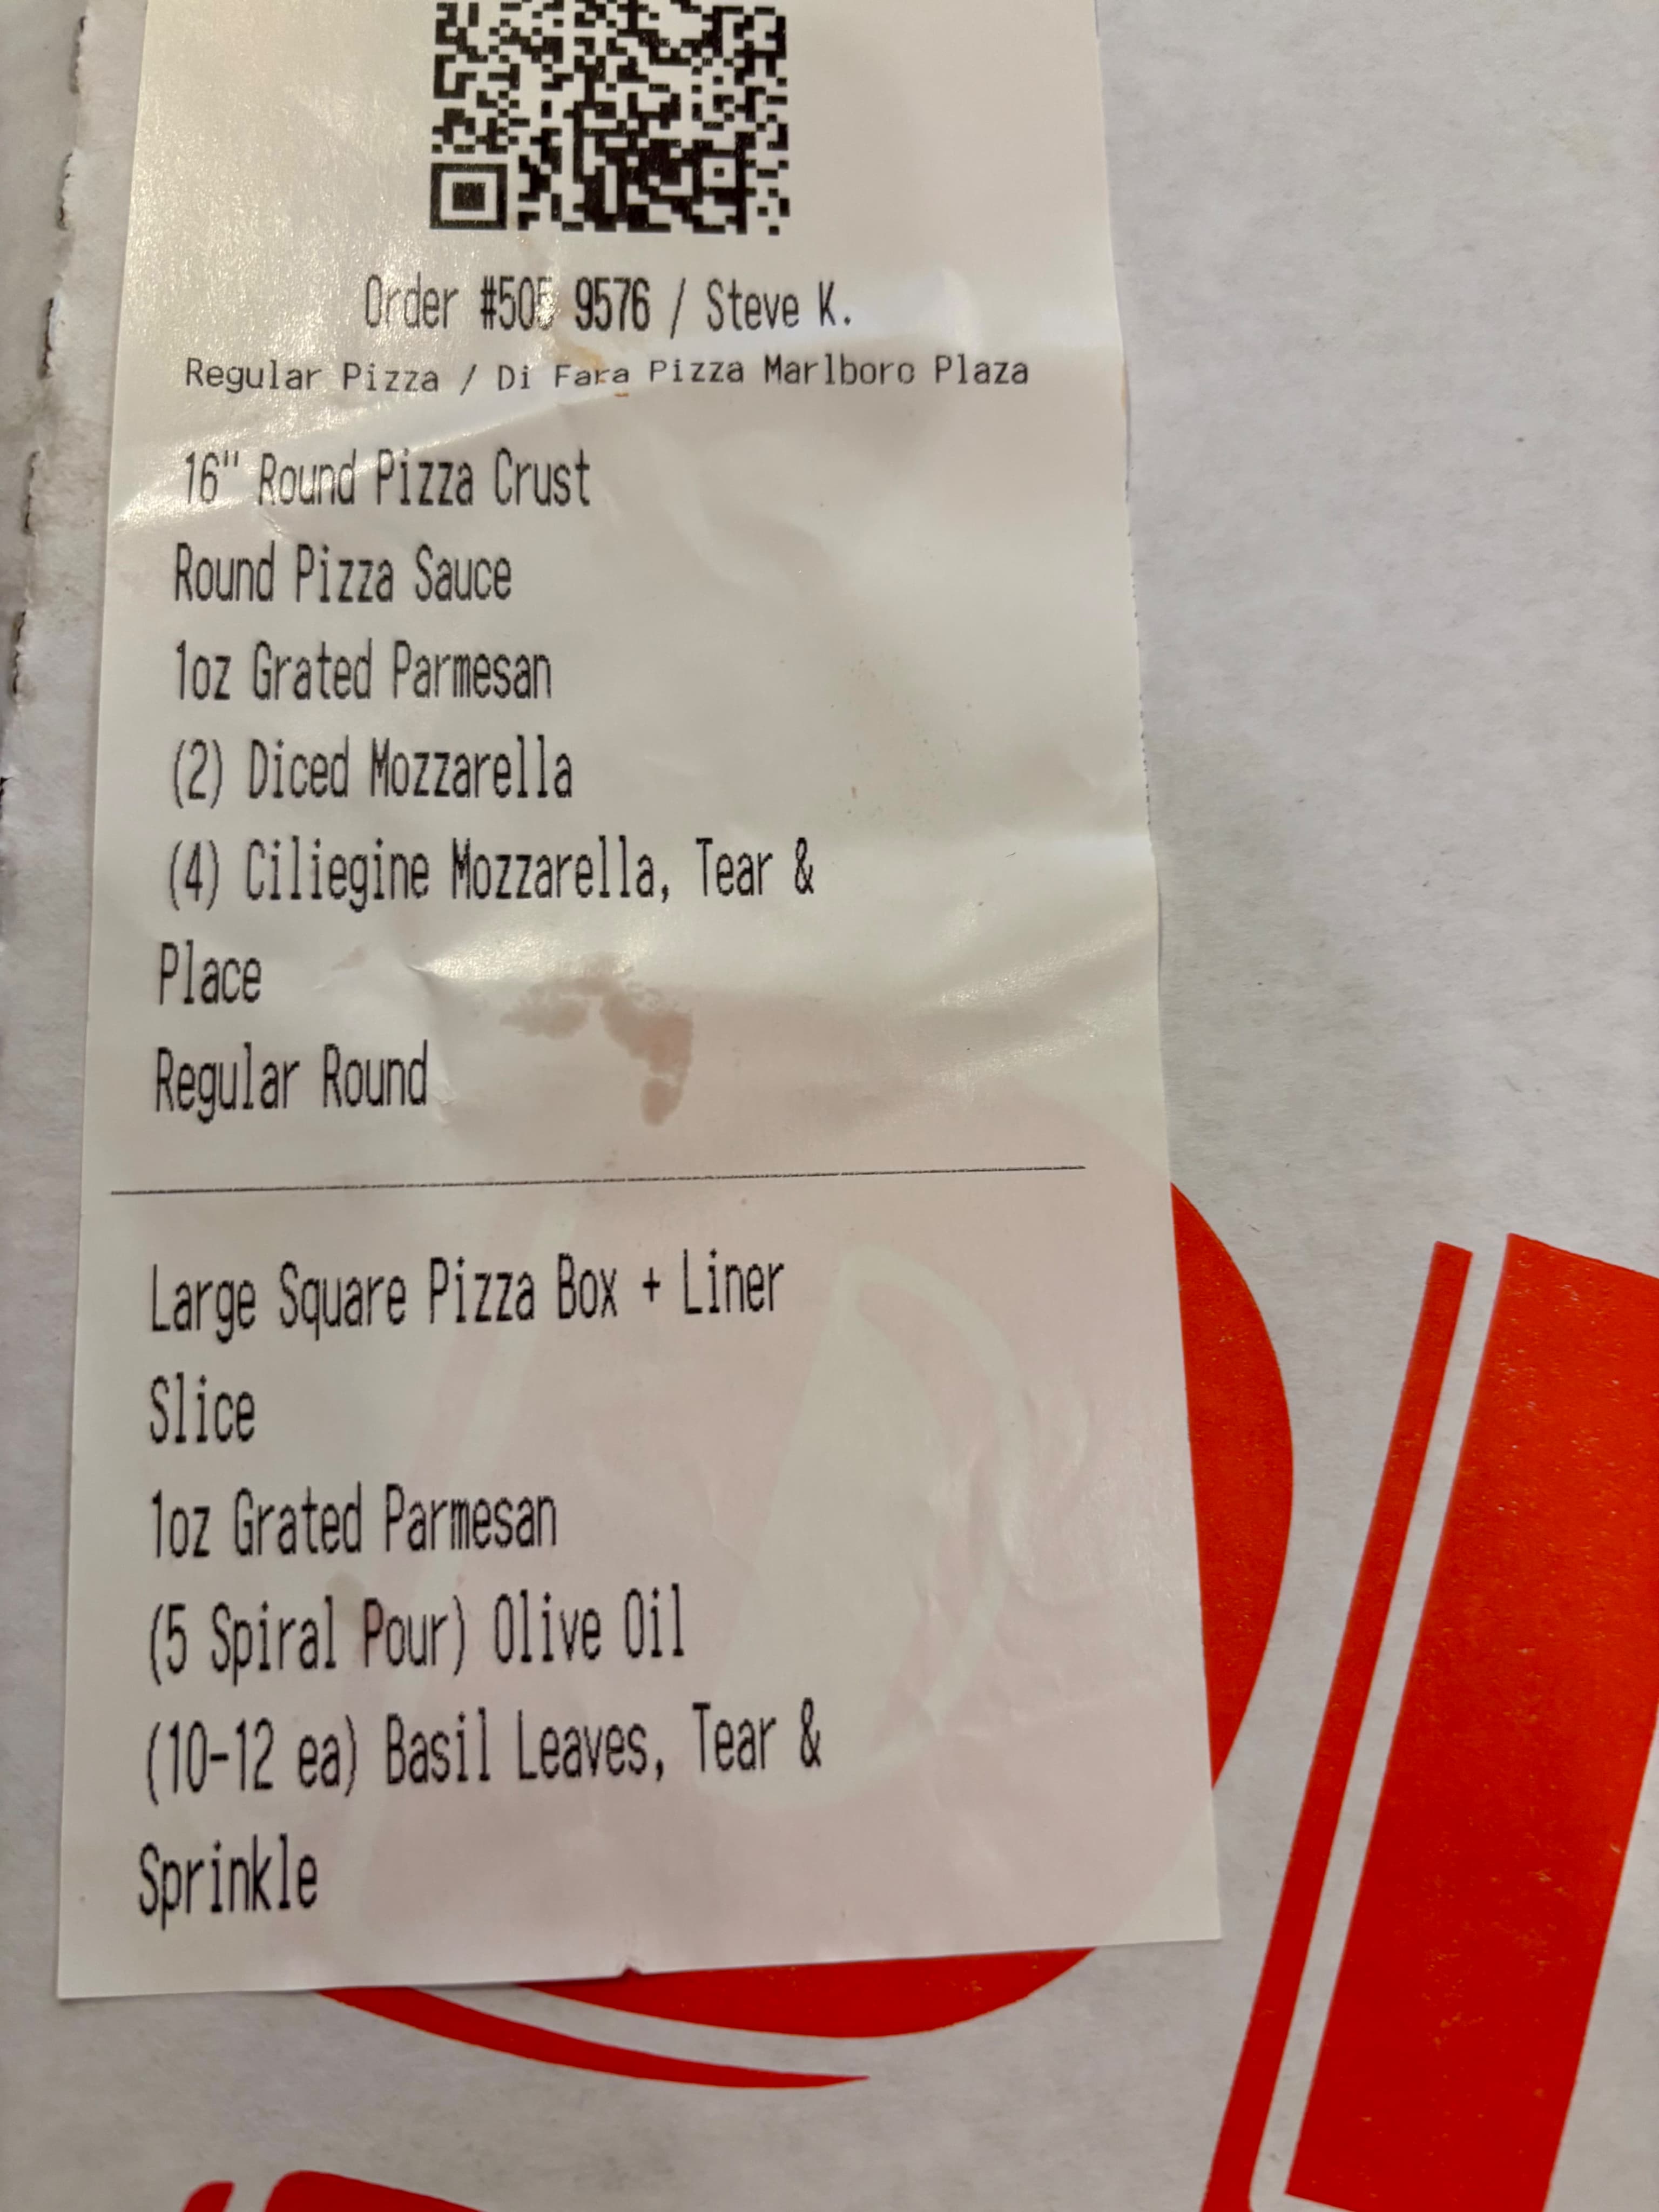 Order #505 9576 / Steve K.
Regular Pizza / Di Fara Pizza Marlboro Plaza
16" Round Pizza Crust
Round Pizza Sauce
1oz Grated Parmesan
(2) Diced Mozzarella
(4) Ciliegine Mozzarella, Tear &
Place
Regular Round
Large Square Pizza Box + Liner
Slice
1oz Grated Parmesan
(5 Spiral Pour) Olive Oil
(10-12 ea) Basil Leaves, Tear &
Sprinkle